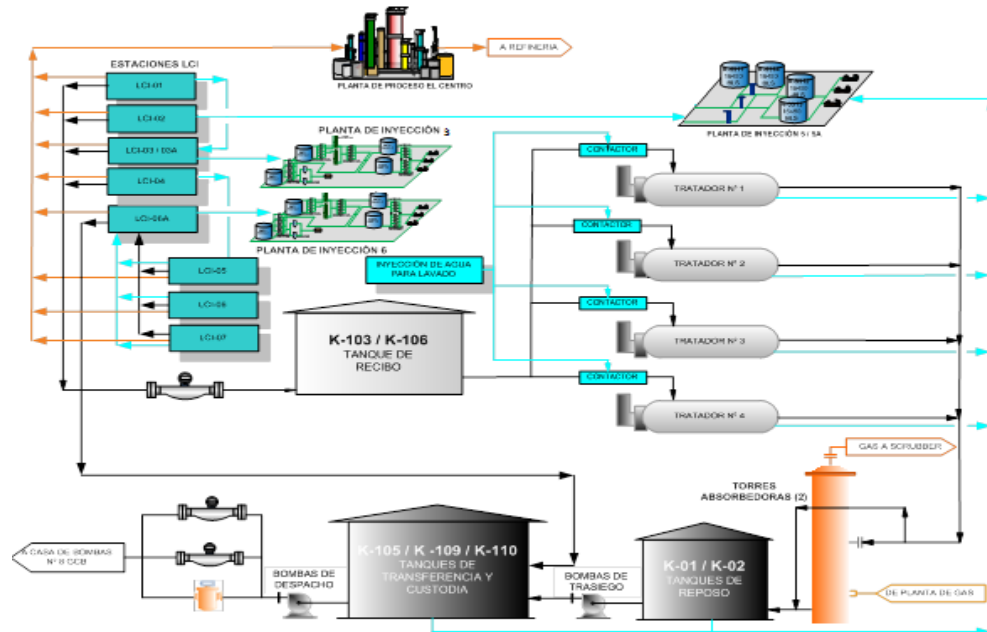 A REFINERIA
ESTACIONES LCI
PLANTA DE PROCESO EL CENTRO
LCI-01
LCI-02
LCI-03 / 03A
LCI-04
LCI-06A
LCI-05
LCI-06
LCI-07
PLANTA DE INYECCIÓN 3
PLANTA DE INYECCIÓN 6
PLANTA DE INYECCIÓN 5 / 5A
INYECCIÓN DE AGUA
PARA LAVADO
CONTACTOR
TRATADOR Nº 1
CONTACTOR
TRATADOR Nº 2
CONTACTOR
TRATADOR Nº 3
CONTACTOR
TRATADOR Nº 4
K-103 / K-106
TANQUE DE
RECIBO
GAS A SCRUBBER
TORRES
ABSORBEDORAS (2)
DE PLANTA DE GAS
A CASA DE BOMBAS
Nº 8 GCB
BOMBAS DE
DESPACHO
K-105 / K -109 / K-110
TANQUES DE
TRANSFERENCIA Y
CUSTODIA
BOMBAS DE
TRASIEGO
K-01 / K-02
TANQUES DE
REPOSO